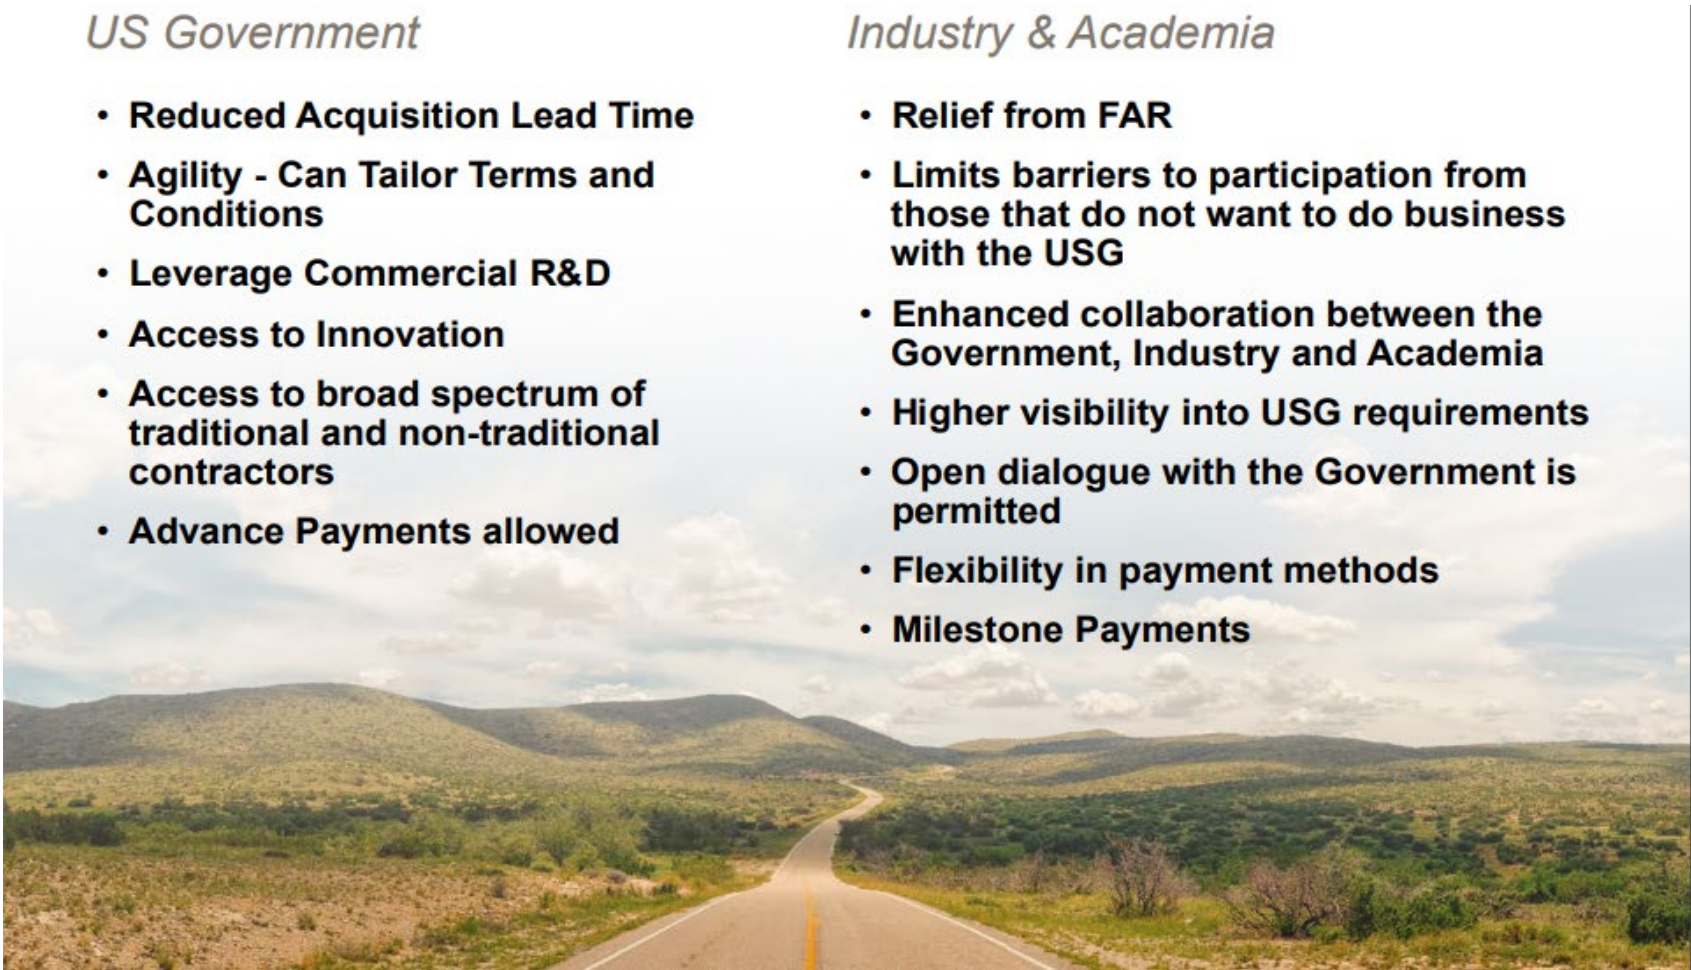 US Government
• Reduced Acquisition Lead Time
• Agility - Can Tailor Terms and
Conditions
• Leverage Commercial R&D
• Access to Innovation
• Access to broad spectrum of
traditional and non-traditional
contractors
• Advance Payments allowed
Industry & Academia
• Relief from FAR
• Limits barriers to participation from
those that do not want to do business
with the USG
• Enhanced collaboration between the
Government, Industry and Academia
• Higher visibility into USG requirements
• Open dialogue with the Government is
permitted
• Flexibility in payment methods
• Milestone Payments